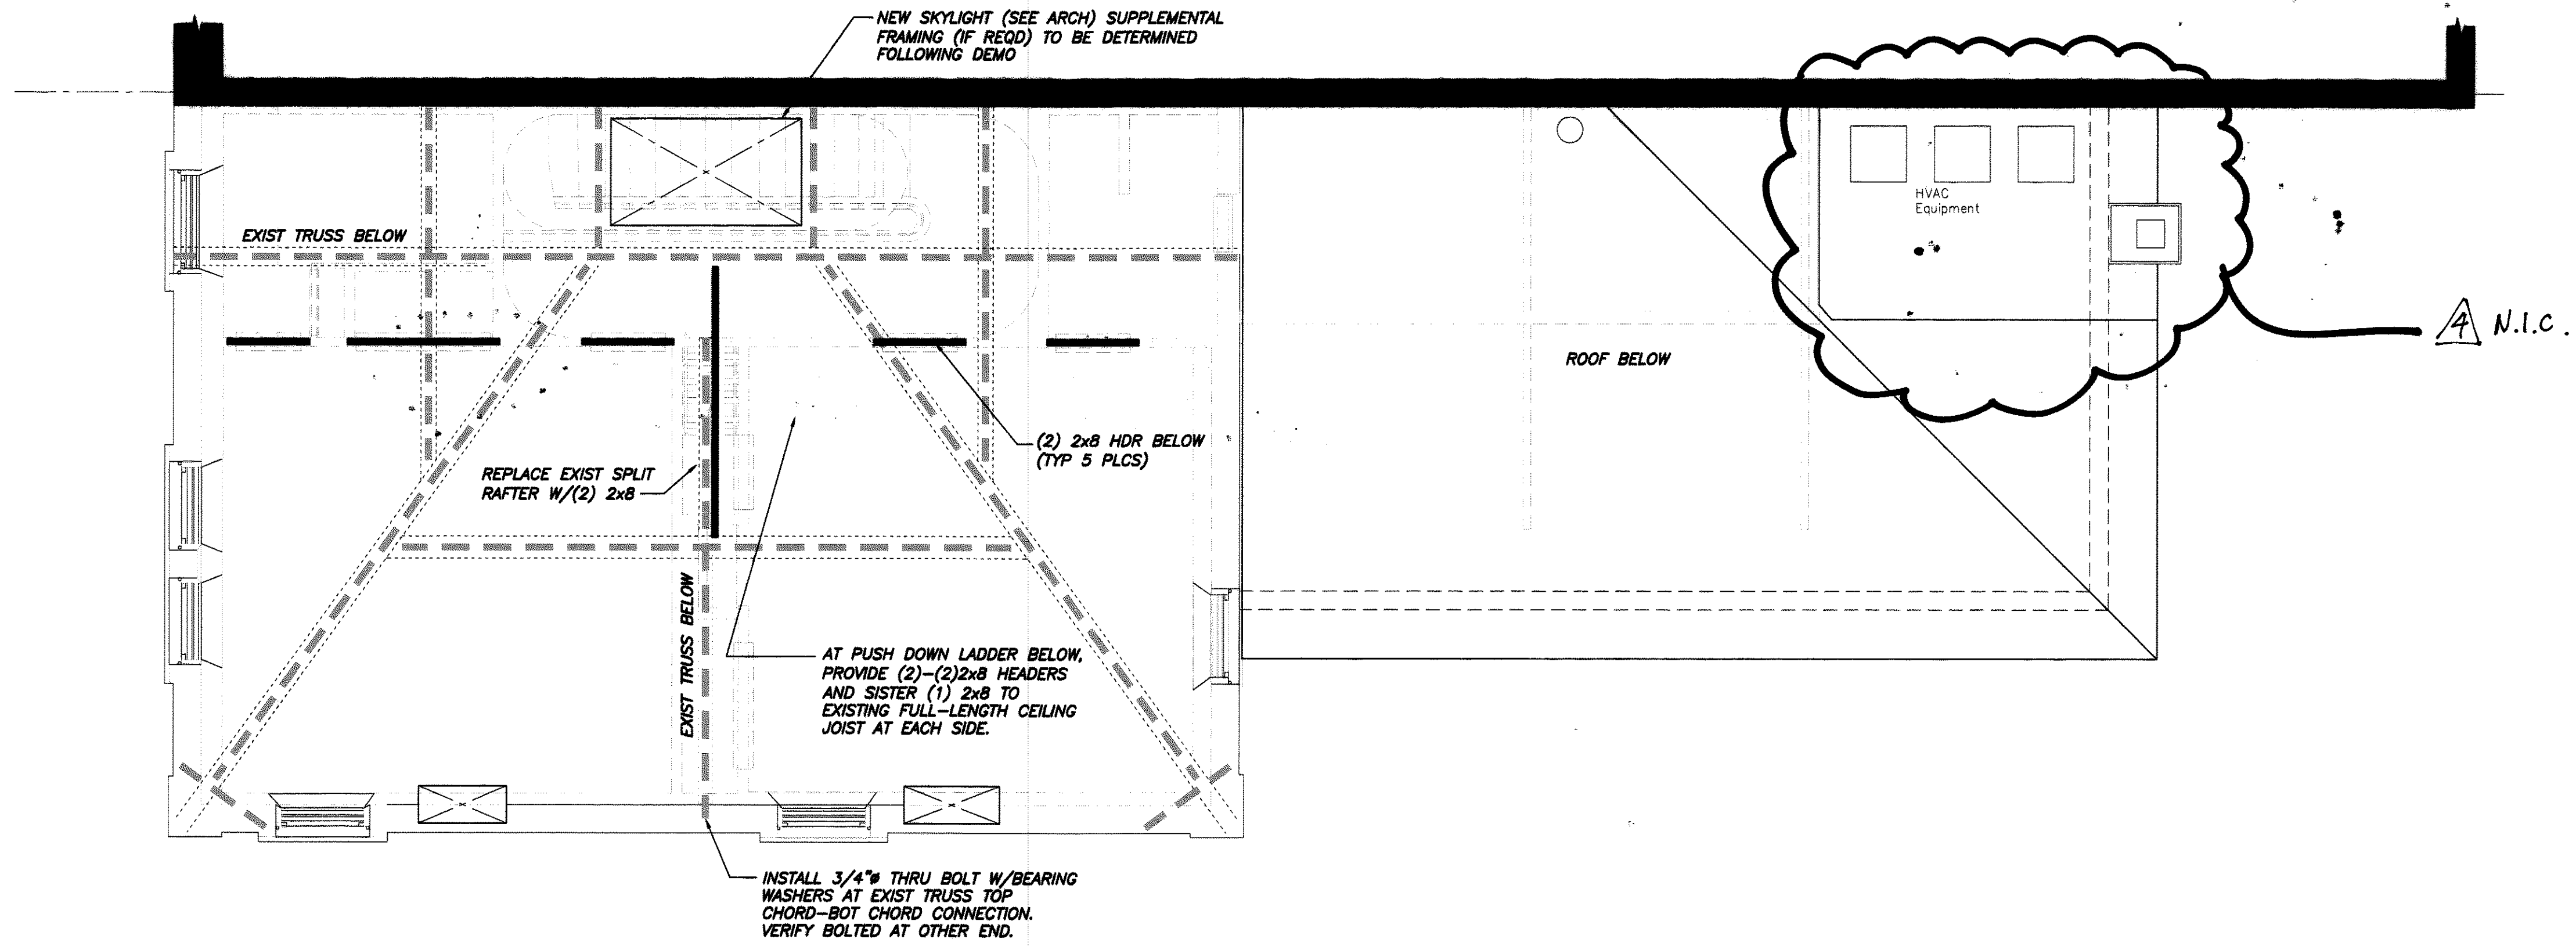 NEW SKYLIGHT (SEE ARCH) SUPPLEMENTAL
FRAMING (IF REQD) TO BE DETERMINED
FOLLOWING DEMO
HVAC
Equipment
EXIST TRUSS BELOW
4 N.I.C.
ROOF BELOW
(2) 2x8 HDR BELOW
(TYP 5 PLCS)
REPLACE EXIST SPLIT
RAFTER W/(2) 2x8
EXIST TRUSS BELOW
AT PUSH DOWN LADDER BELOW,
PROVIDE (2)-(2)2x8 HEADERS
AND SISTER (1) 2x8 TO
EXISTING FULL-LENGTH CEILING
JOIST AT EACH SIDE.
INSTALL 3/4"ø THRU BOLT W/BEARING
WASHERS AT EXIST TRUSS TOP
CHORD-BOT CHORD CONNECTION.
VERIFY BOLTED AT OTHER END.